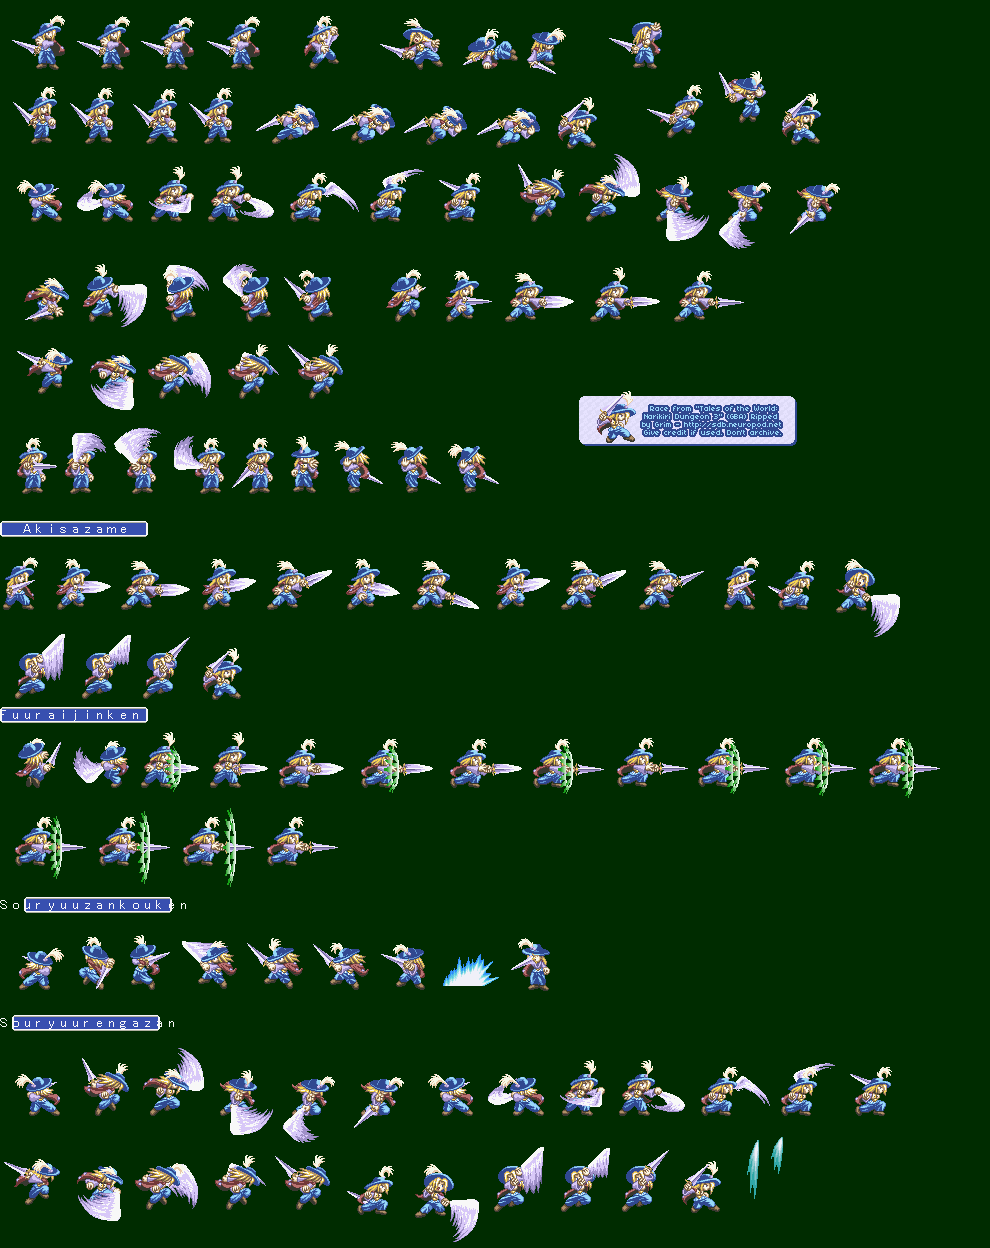 Race from "Tales of the World:
Narikiri Dungeon 3" (GBA) Ripped
by Grim @ http://sdb.neuropod.net
Give credit if used. Don't archive.
Akisazame
Fuuraijinken
Souryuuzankouken
Souryuurengazan